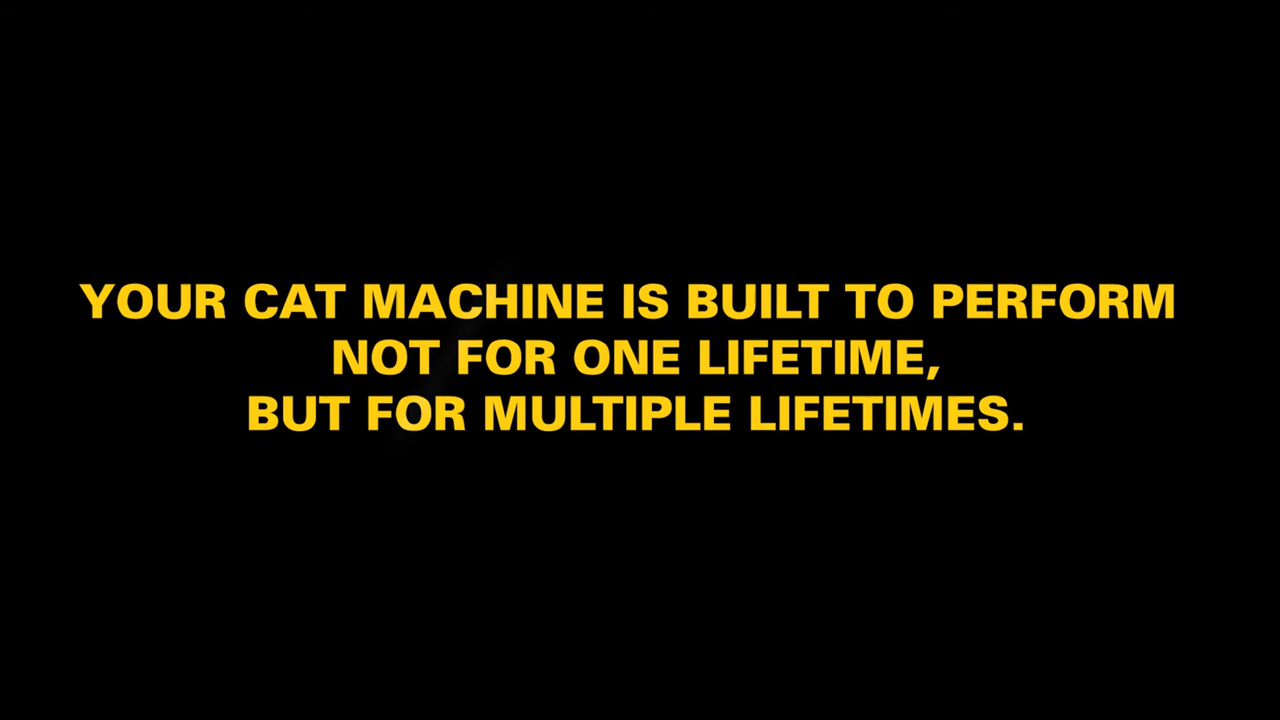 YOUR CAT MACHINE IS BUILT TO PERFORM
NOT FOR ONE LIFETIME,
BUT FOR MULTIPLE LIFETIMES.